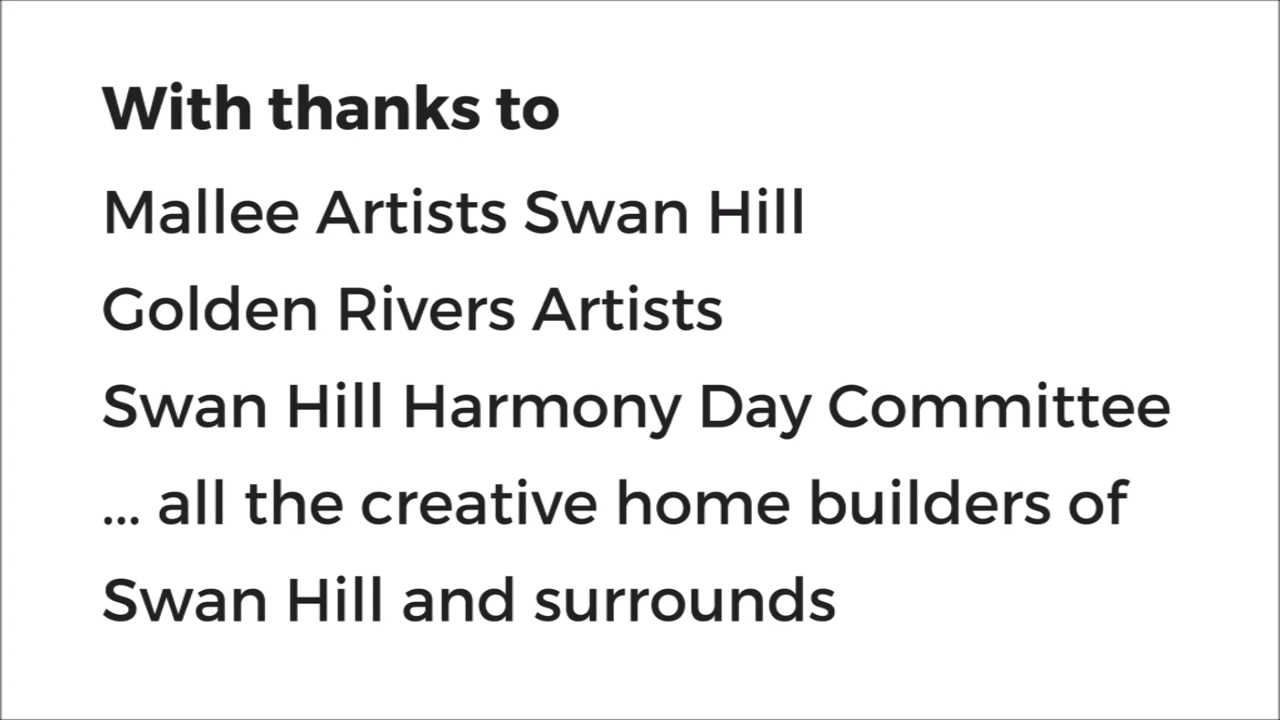 With thanks to
Mallee Artists Swan Hill
Golden Rivers Artists
Swan Hill Harmony Day Committee
... all the creative home builders of
Swan Hill and surrounds